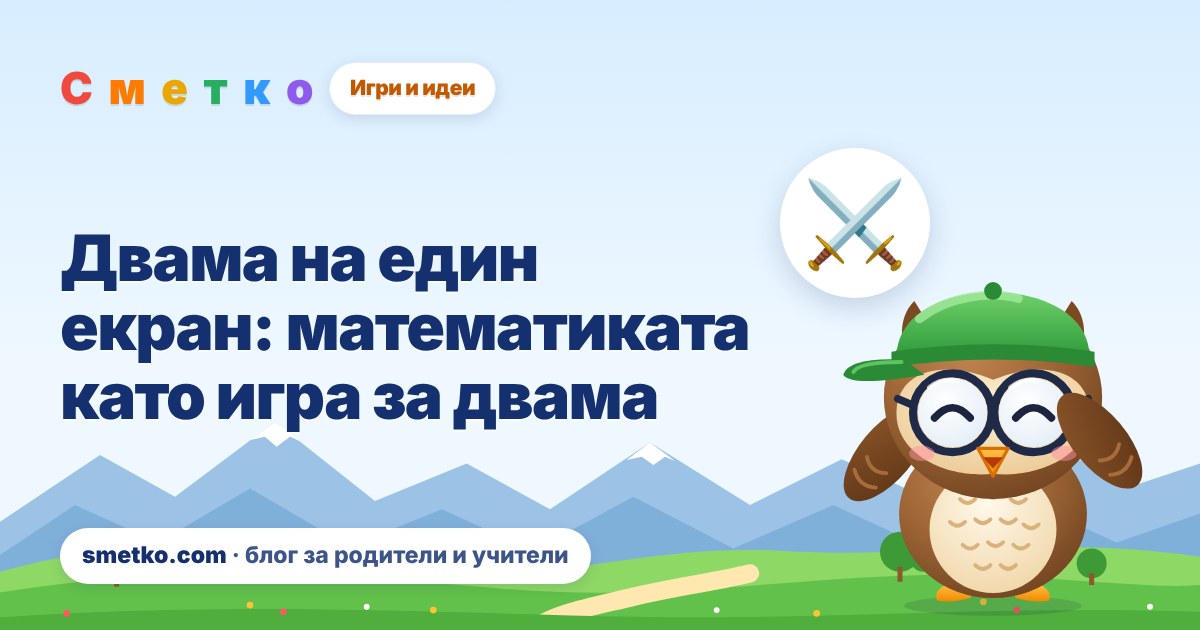 Сметко
Игри и идеи
Двама на един
екран: математиката
като игра за двама
smetko.com · блог за родители и учители